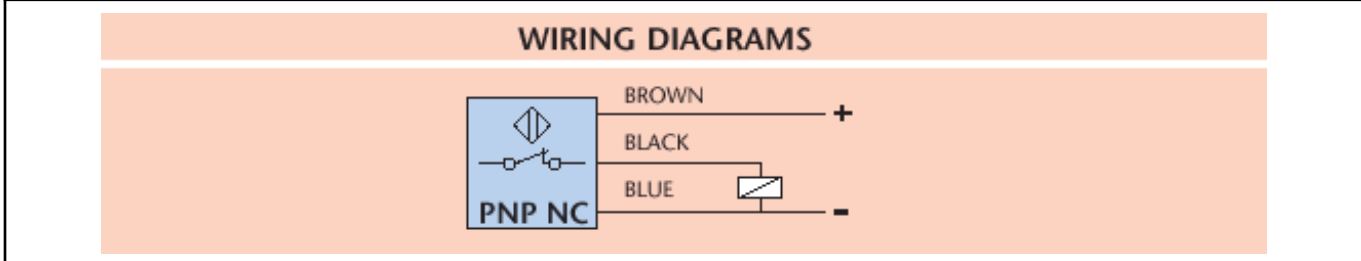 WIRING DIAGRAMS
BROWN
+
BLACK
BLUE
PNP NC
-